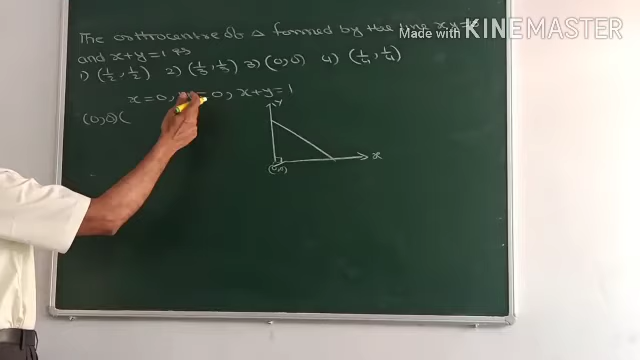 Made With KINEMASTER
The orthocentre of Δ formed by the line x y = 0
and x+y=1 is
1) (1/2, 1/2) 2) (1/3, 1/3) 3) (0,0) 4) (1/4, 1/4)
x=0, = 0, x+y=1
(0,0) (
y
x
(0,0)